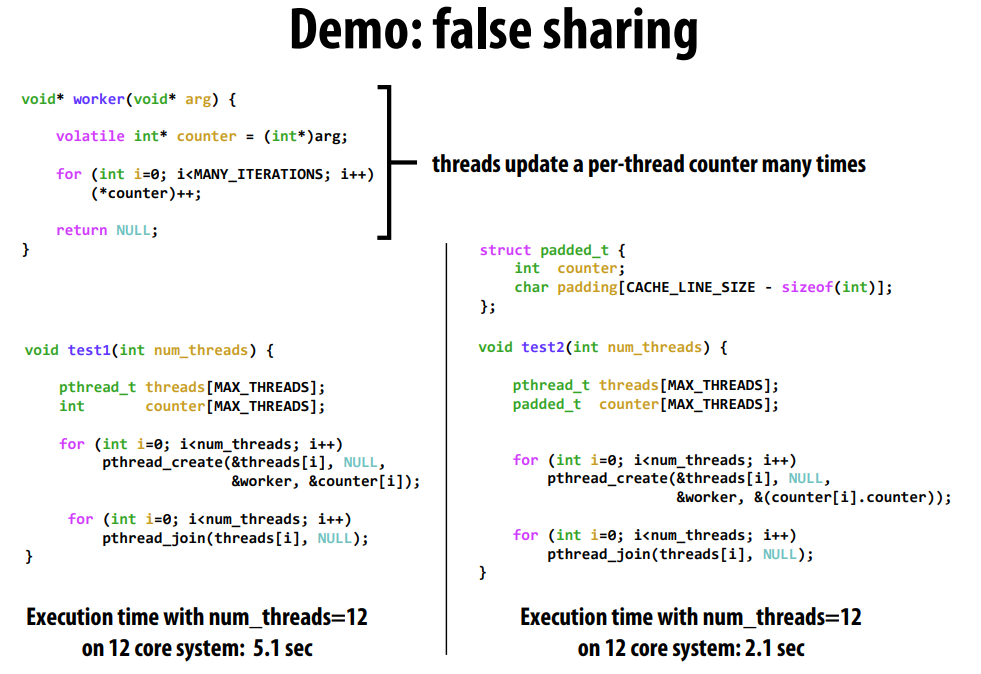 Demo: false sharing
void* worker(void* arg) {
volatile int* counter = (int*)arg;
for (int i=0; i<MANY_ITERATIONS; i++)
(*counter)++;
return NULL;
}
threads update a per-thread counter many times
void test1(int num_threads) {
pthread_t threads[MAX_THREADS];
int counter[MAX_THREADS];
for (int i=0; i<num_threads; i++)
pthread_create(&threads[i], NULL,
&worker, &counter[i]);
for (int i=0; i<num_threads; i++)
pthread_join(threads[i], NULL);
}
Execution time with num_threads=12
on 12 core system: 5.1 sec
struct padded_t {
int counter;
char padding[CACHE_LINE_SIZE - sizeof(int)];
};
void test2(int num_threads) {
pthread_t threads[MAX_THREADS];
padded_t counter[MAX_THREADS];
for (int i=0; i<num_threads; i++)
pthread_create(&threads[i], NULL,
&worker, &(counter[i].counter));
for (int i=0; i<num_threads; i++)
pthread_join(threads[i], NULL);
}
Execution time with num_threads=12
on 12 core system: 2.1 sec